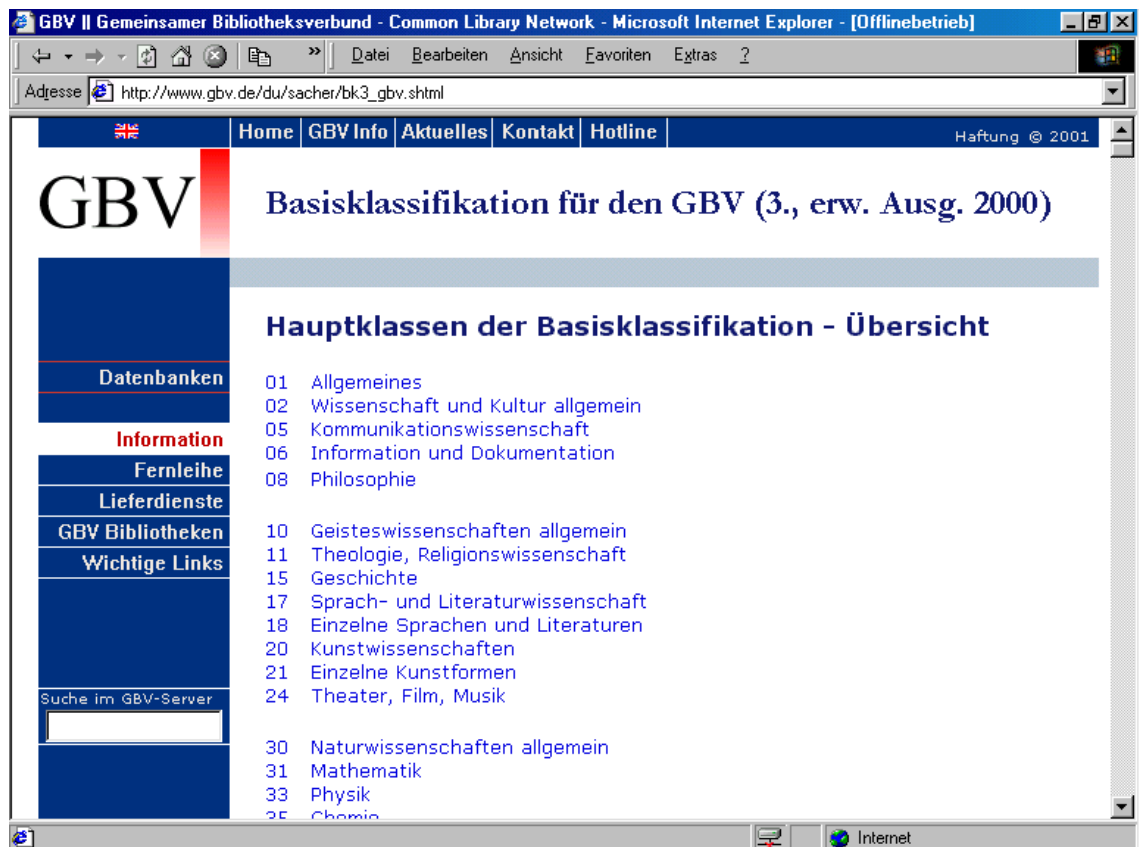 GBV || Gemeinsamer Bibliotheksverbund - Common Library Network - Microsoft Internet Explorer - [Offlinebetrieb]
» Datei Bearbeiten Ansicht Favoriten Extras ?
Adresse http://www.gbv.de/du/sacher/bk3_gbv.shtml
Home GBV Info Aktuelles Kontakt Hotline Haftung © 2001
GBV
Basisklassifikation für den GBV (3., erw. Ausg. 2000)
Hauptklassen der Basisklassifikation - Übersicht
Datenbanken
Information
Fernleihe
Lieferdienste
GBV Bibliotheken
Wichtige Links
Suche im GBV-Server
01 Allgemeines
02 Wissenschaft und Kultur allgemein
05 Kommunikationswissenschaft
06 Information und Dokumentation
08 Philosophie
10 Geisteswissenschaften allgemein
11 Theologie, Religionswissenschaft
15 Geschichte
17 Sprach- und Literaturwissenschaft
18 Einzelne Sprachen und Literaturen
20 Kunstwissenschaften
21 Einzelne Kunstformen
24 Theater, Film, Musik
30 Naturwissenschaften allgemein
31 Mathematik
33 Physik
35 Chemie
Internet